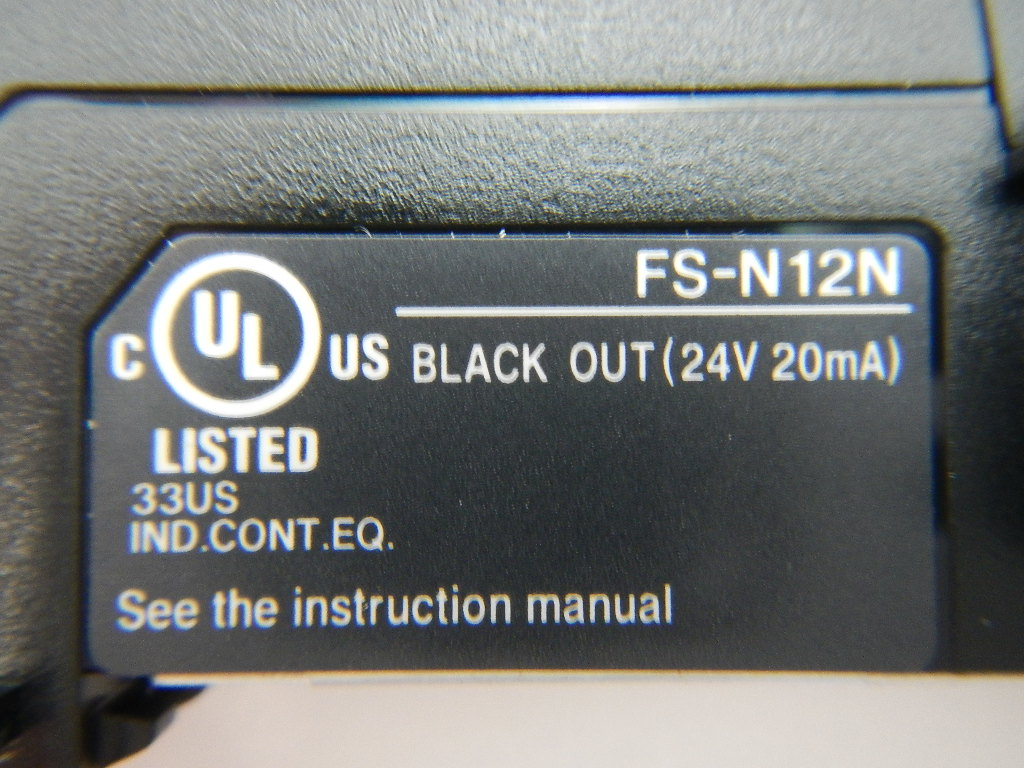 FS-N12N
C UL US
BLACK OUT(24V 20mA)
LISTED
33US
IND.CONT.EQ.
See the instruction manual